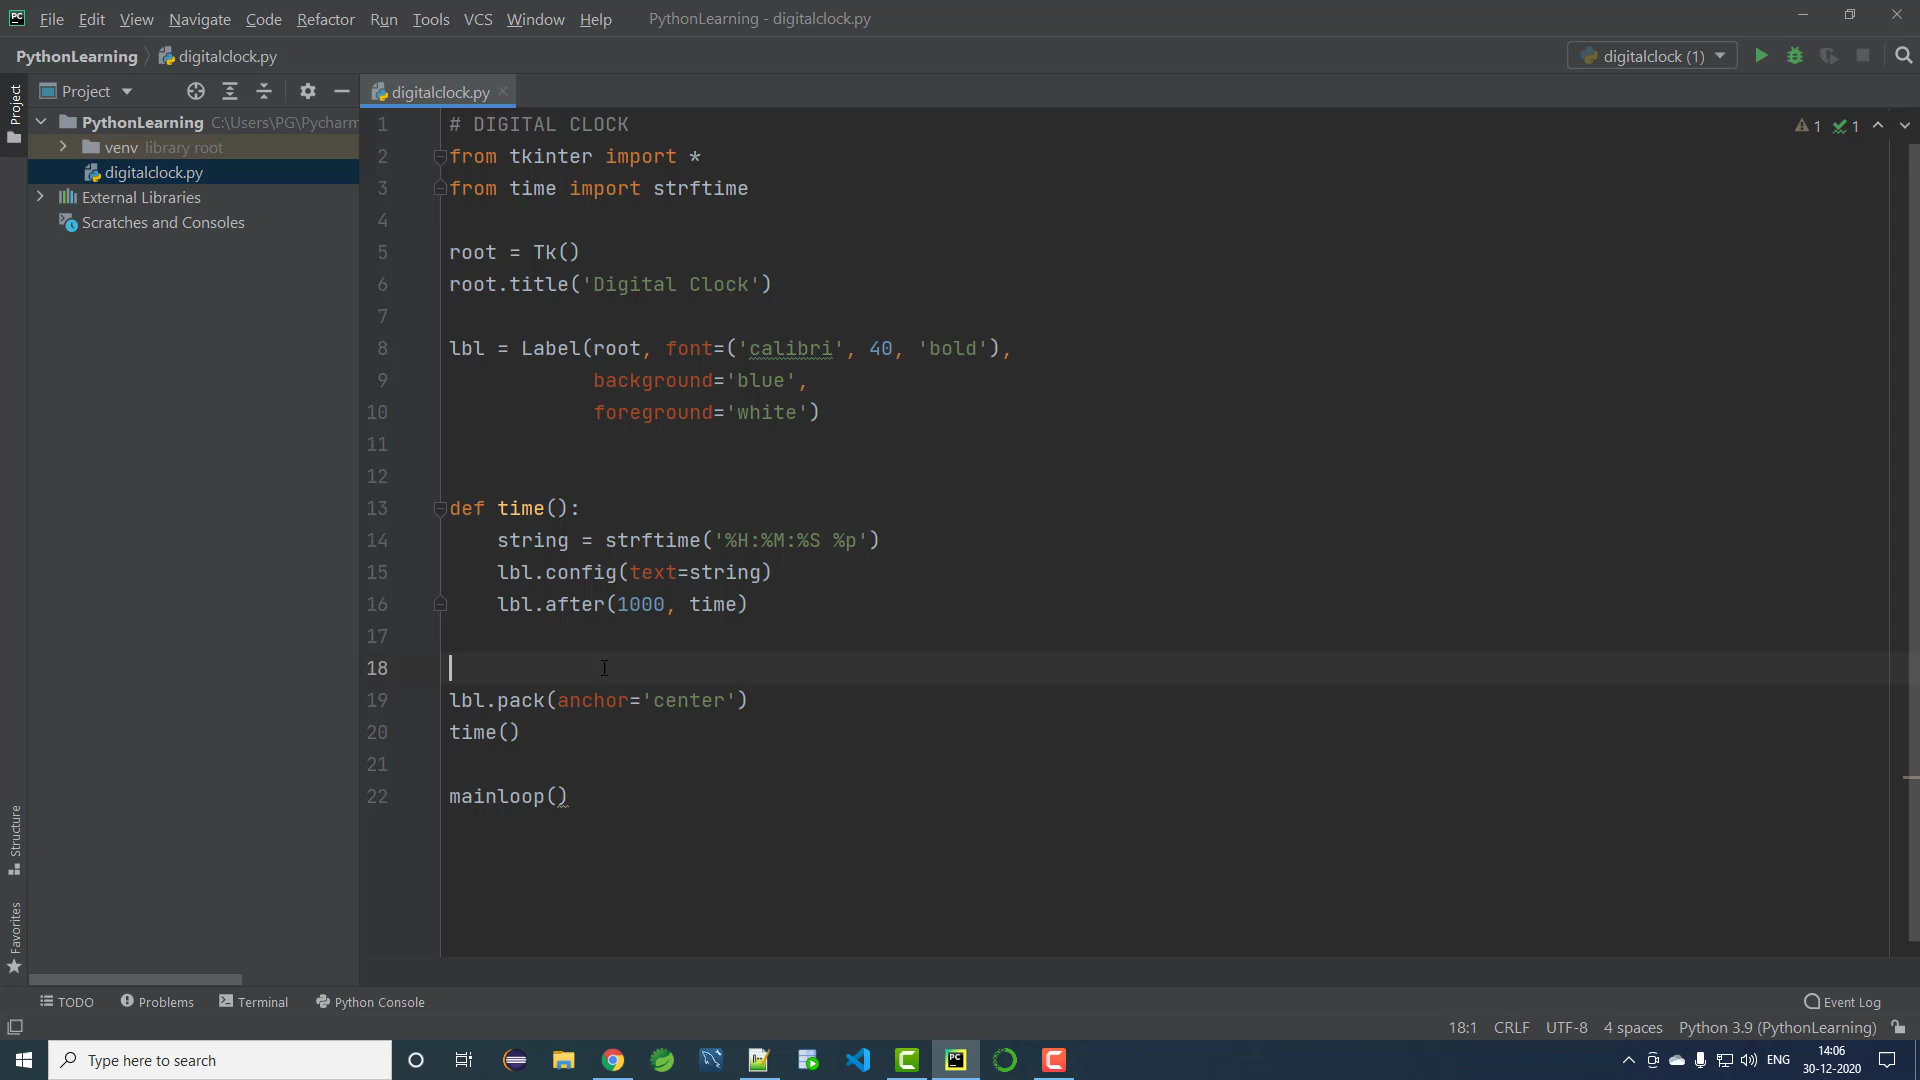 File Edit View Navigate Code Refactor Run Tools VCS Window Help PythonLearning - digitalclock.py
PythonLearning digitalclock.py digitalclock (1)
Project Project digitalclock.py
PythonLearning C:\Users\PG\Pycharm
venv library root
digitalclock.py
External Libraries
Scratches and Consoles
1 1
1 # DIGITAL CLOCK
2 from tkinter import *
3 from time import strftime
4
5 root = Tk()
6 root.title('Digital Clock')
7
8 lbl = Label(root, font=('calibri', 40, 'bold'),
9 background='blue',
10 foreground='white')
11
12
13 def time():
14 string = strftime('%H:%M:%S %p')
15 lbl.config(text=string)
16 lbl.after(1000, time)
17
18
19 lbl.pack(anchor='center')
20 time()
21
22 mainloop()
Structure
Favorites
TODO Problems Terminal Python Console Event Log
18:1 CRLF UTF-8 4 spaces Python 3.9 (PythonLearning)
Type here to search PC ENG 14:06
30-12-2020